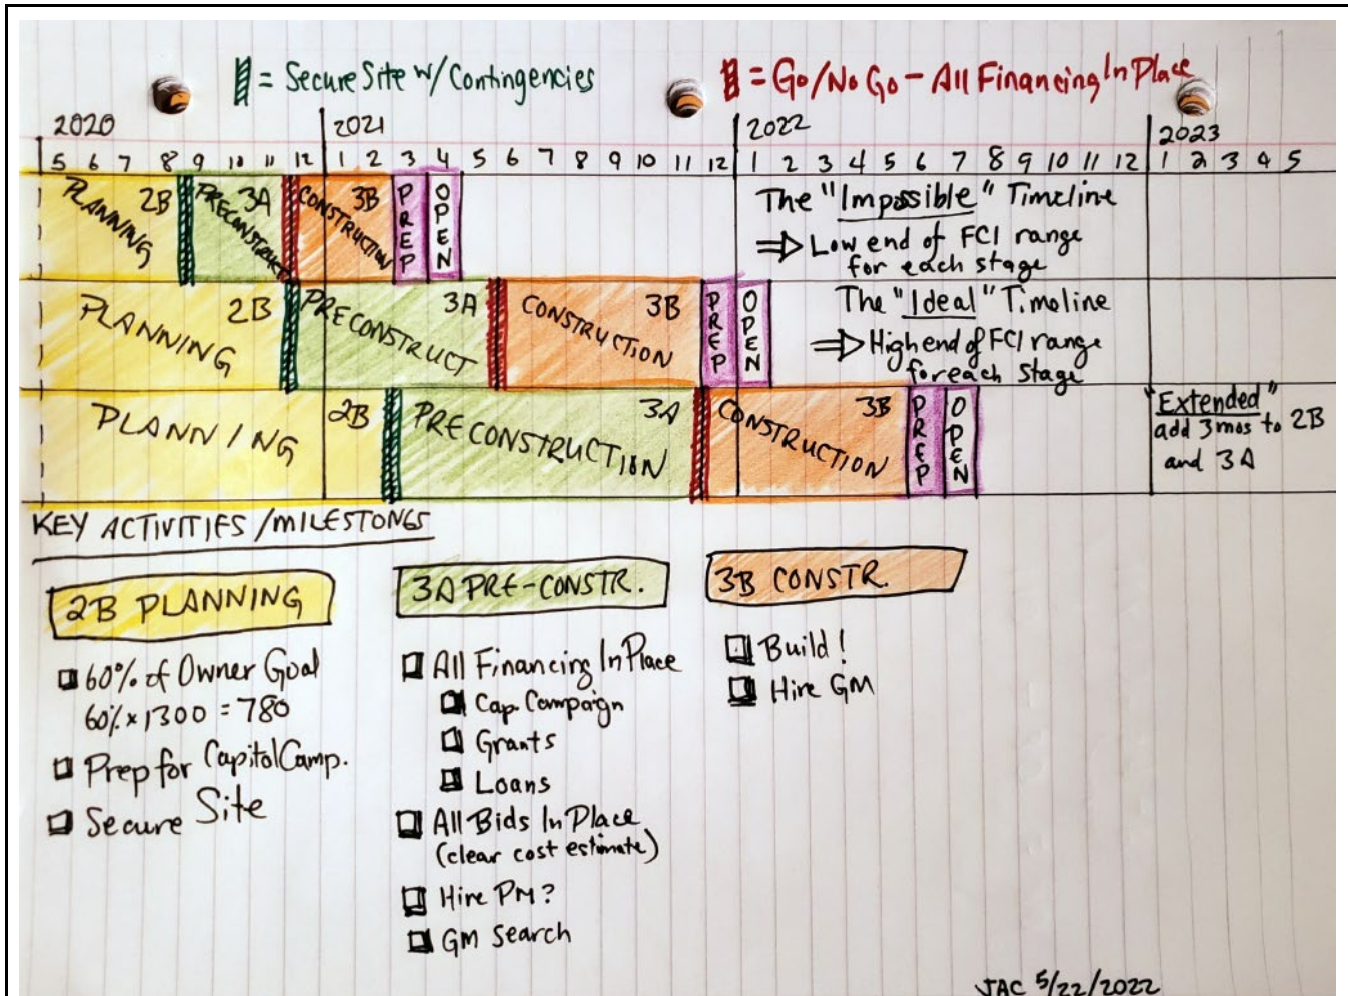 = Secure Site w/ Contingencies
= Go/No Go - All Financing In Place
2020 2021 2022 2023
5 6 7 8 9 10 11 12 1 2 3 4 5 6 7 8 9 10 11 12 1 2 3 4 5 6 7 8 9 10 11 12 1 2 3 4 5
PLANNING 2B PRECONSTRUCT 3A CONSTRUCTION 3B PREP OPEN
The "Impossible" Timeline
⇒ Low end of FCI range
for each stage
PLANNING 2B PRECONSTRUCT 3A CONSTRUCTION 3B PREP OPEN
The "Ideal" Timeline
⇒ High end of FCI range
for each stage
PLANNING 2B PRECONSTRUCTION 3A CONSTRUCTION 3B PREP OPEN
"Extended"
add 3 mos to 2B
and 3A
KEY ACTIVITIES/MILESTONES
2B PLANNING
60% of Owner Goal
60% x 1300 = 780
Prep for Capitol Camp.
Secure Site
3A PRE-CONSTR.
All Financing In Place
Cap. Campaign
Grants
Loans
All Bids In Place
(clear cost estimate)
Hire PM?
GM Search
3B CONSTR.
Build!
Hire GM
JAC 5/22/2022